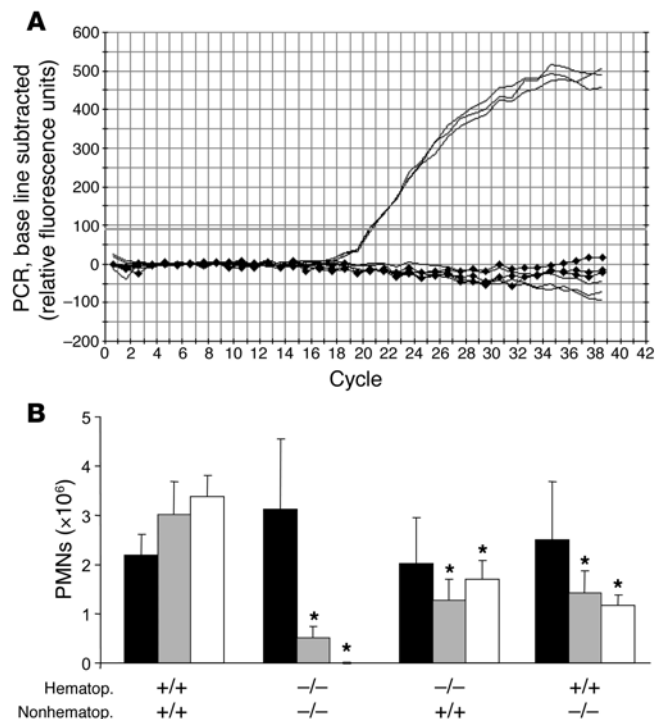 A
PCR, base line subtracted
(relative fluorescence units)
600
500
400
300
200
100
0
−100
−200
0 2 4 6 8 10 12 14 16 18 20 22 24 26 28 30 32 34 36 38 40 42
Cycle
B
PMNs (×10⁶)
5
4
3
2
1
0
* * * * * *
Hematop. +/+ −/− −/− +/+
Nonhematop. +/+ −/− +/+ −/−